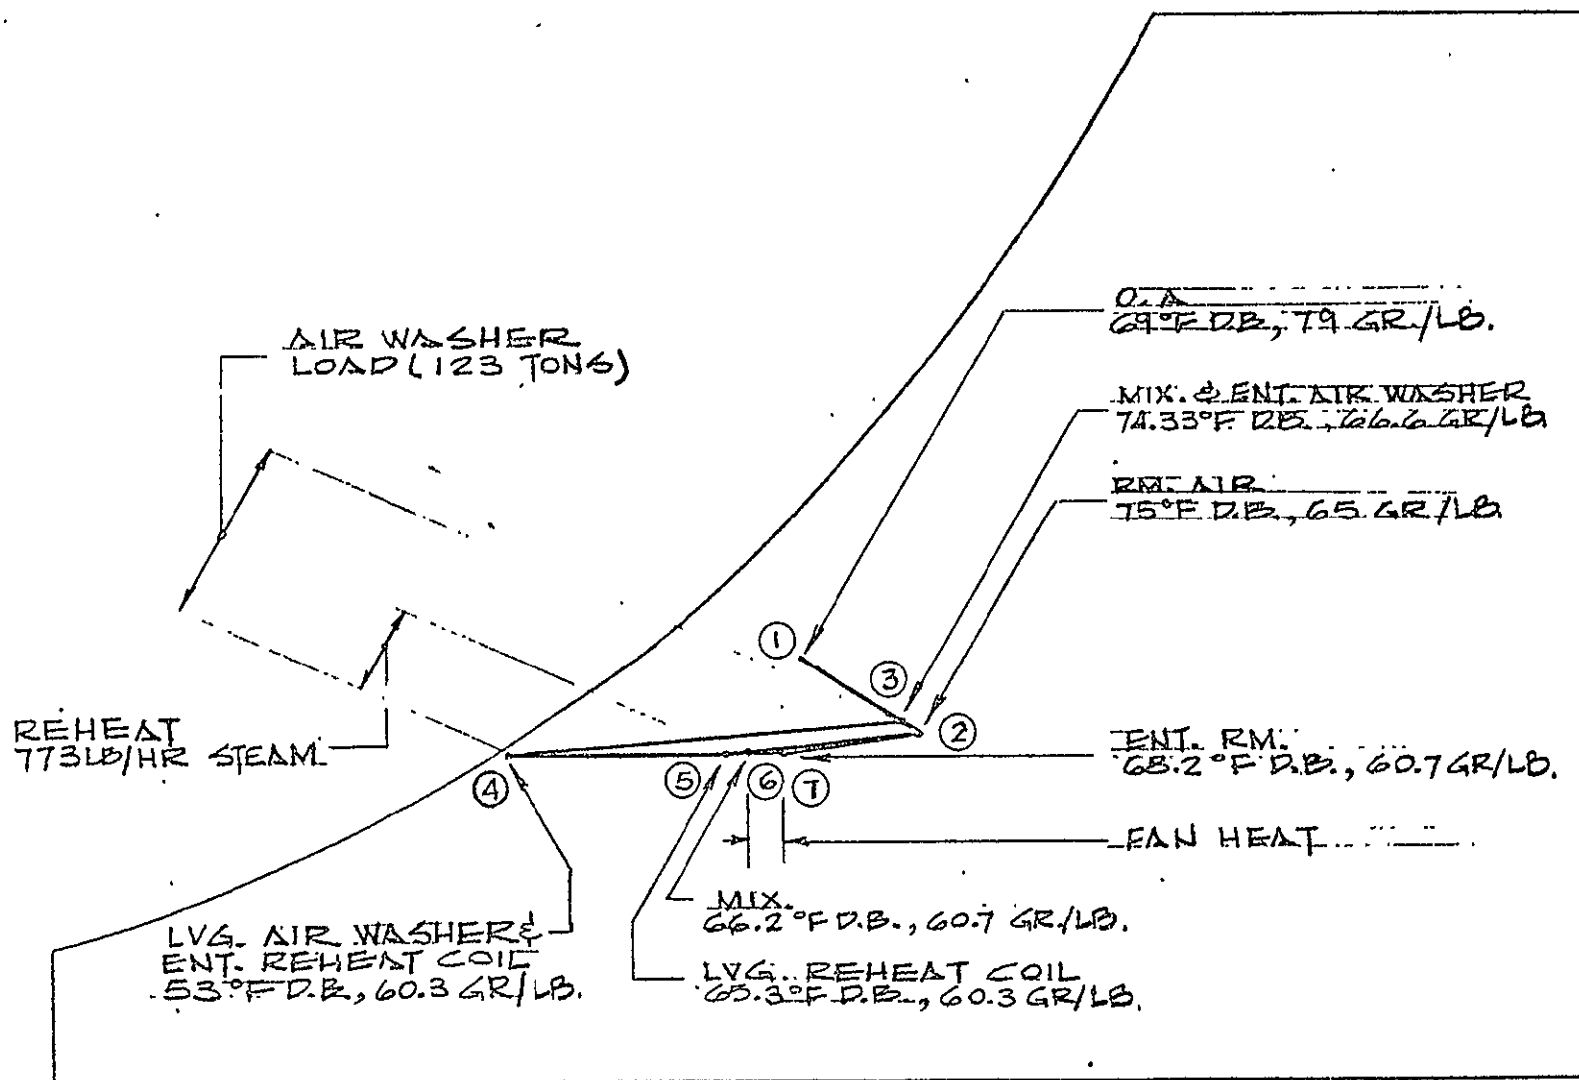 O. A
69°F D.B., 79 GR./LB.
AIR WASHER
LOAD (123 TONS)
MIX. & ENT. AIR WASHER
74.33°F D.B., 66.6 GR/LB
RM. AIR
75°F D.B., 65 GR/LB.
1
3
2
REHEAT
773 LB/HR STEAM
ENT. RM.
68.2°F D.B., 60.7 GR/LB.
4
5
6
7
FAN HEAT
MIX.
66.2°F D.B., 60.7 GR./LB.
LVG. AIR WASHER &
ENT. REHEAT COIL
53°F D.B., 60.3 GR/LB.
LVG. REHEAT COIL
65.3°F D.B., 60.3 GR/LB.